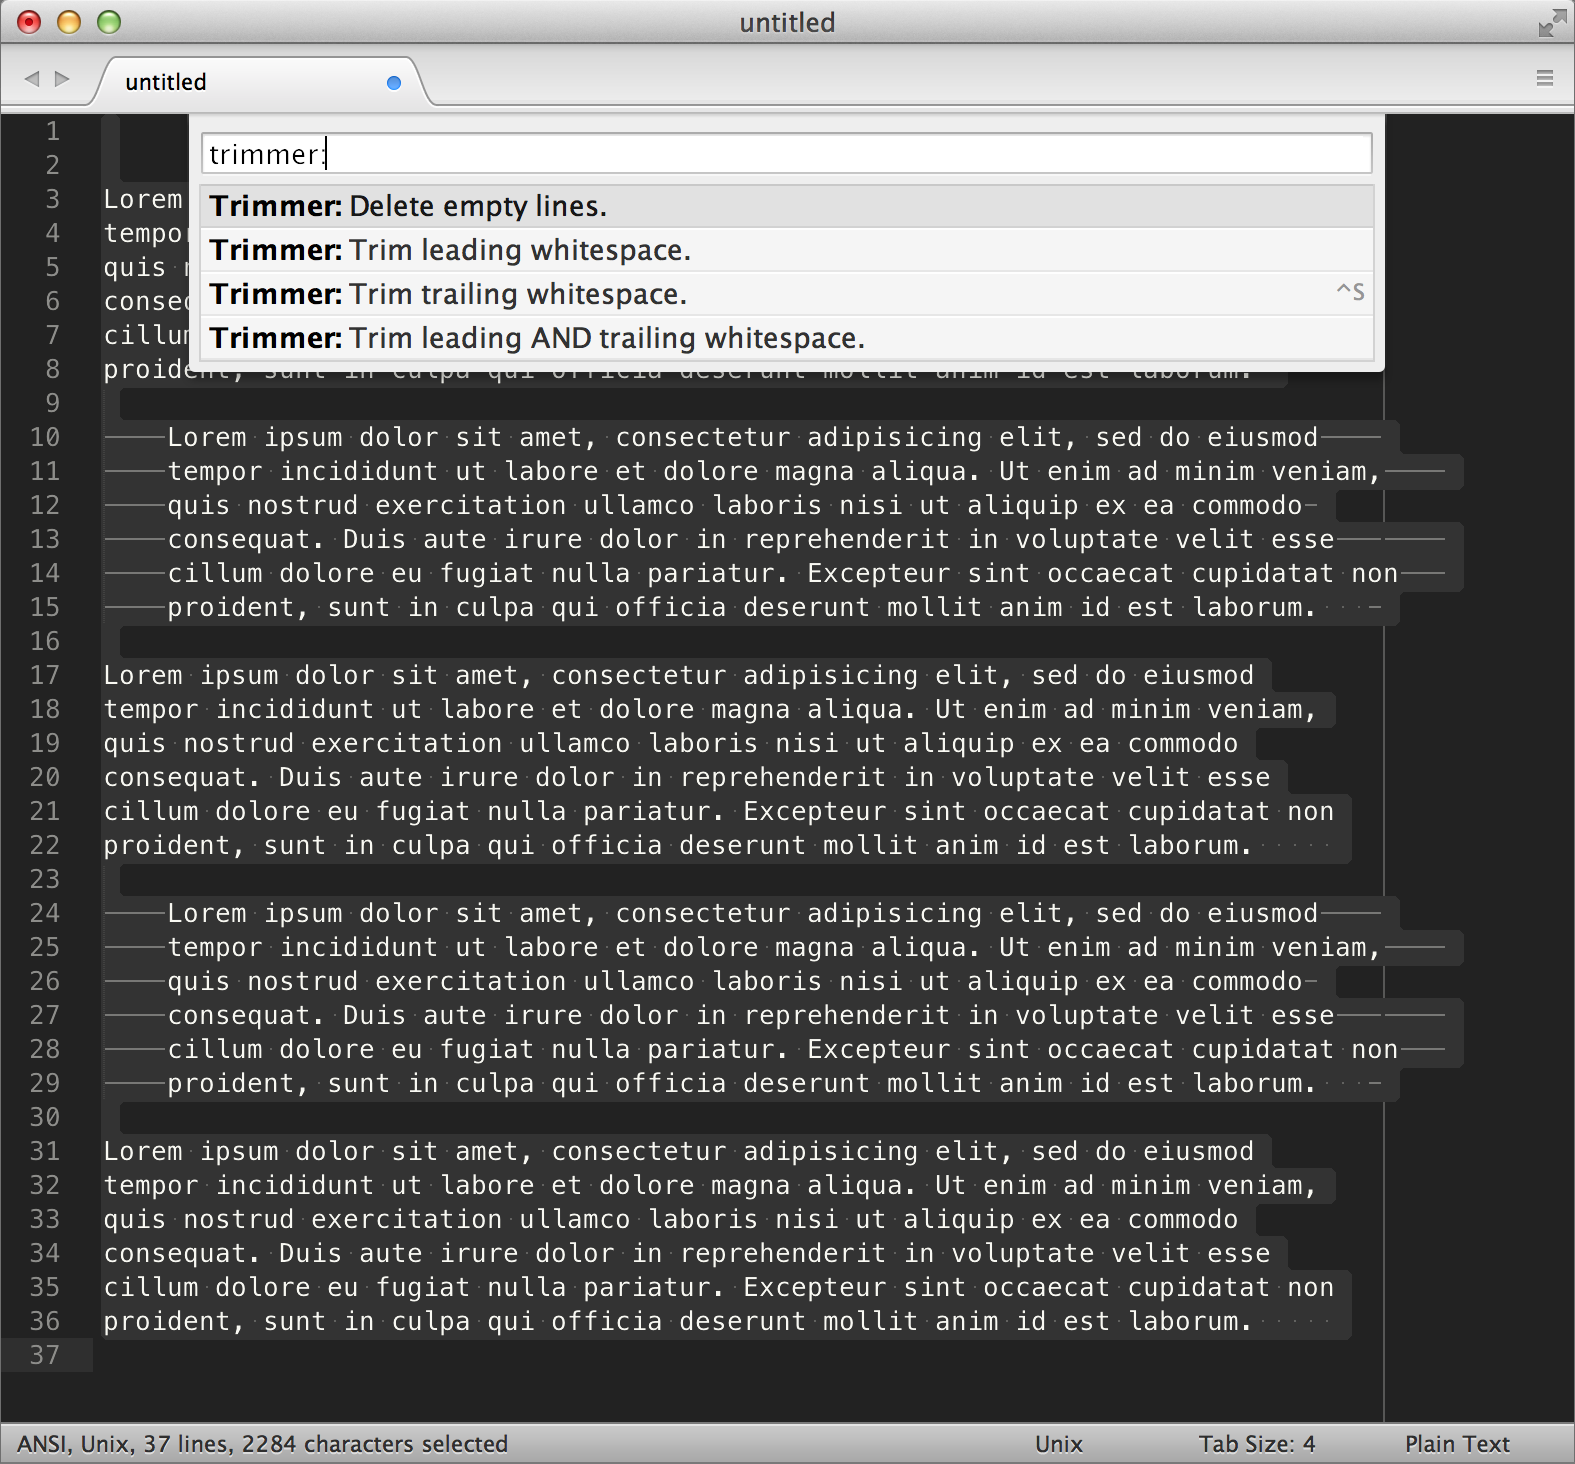 untitled
untitled
trimmer:
Trimmer: Delete empty lines.
Trimmer: Trim leading whitespace.
Trimmer: Trim trailing whitespace. ^S
Trimmer: Trim leading AND trailing whitespace.
1
2
3 Lorem
4 tempor
5 quis
6 conse
7 cillum
8 proident, sunt in culpa qui officia deserunt mollit anim id est laborum.
9
10 Lorem ipsum dolor sit amet, consectetur adipisicing elit, sed do eiusmod
11 tempor incididunt ut labore et dolore magna aliqua. Ut enim ad minim veniam,
12 quis nostrud exercitation ullamco laboris nisi ut aliquip ex ea commodo
13 consequat. Duis aute irure dolor in reprehenderit in voluptate velit esse
14 cillum dolore eu fugiat nulla pariatur. Excepteur sint occaecat cupidatat non
15 proident, sunt in culpa qui officia deserunt mollit anim id est laborum.
16
17 Lorem ipsum dolor sit amet, consectetur adipisicing elit, sed do eiusmod
18 tempor incididunt ut labore et dolore magna aliqua. Ut enim ad minim veniam,
19 quis nostrud exercitation ullamco laboris nisi ut aliquip ex ea commodo
20 consequat. Duis aute irure dolor in reprehenderit in voluptate velit esse
21 cillum dolore eu fugiat nulla pariatur. Excepteur sint occaecat cupidatat non
22 proident, sunt in culpa qui officia deserunt mollit anim id est laborum.
23
24 Lorem ipsum dolor sit amet, consectetur adipisicing elit, sed do eiusmod
25 tempor incididunt ut labore et dolore magna aliqua. Ut enim ad minim veniam,
26 quis nostrud exercitation ullamco laboris nisi ut aliquip ex ea commodo
27 consequat. Duis aute irure dolor in reprehenderit in voluptate velit esse
28 cillum dolore eu fugiat nulla pariatur. Excepteur sint occaecat cupidatat non
29 proident, sunt in culpa qui officia deserunt mollit anim id est laborum.
30
31 Lorem ipsum dolor sit amet, consectetur adipisicing elit, sed do eiusmod
32 tempor incididunt ut labore et dolore magna aliqua. Ut enim ad minim veniam,
33 quis nostrud exercitation ullamco laboris nisi ut aliquip ex ea commodo
34 consequat. Duis aute irure dolor in reprehenderit in voluptate velit esse
35 cillum dolore eu fugiat nulla pariatur. Excepteur sint occaecat cupidatat non
36 proident, sunt in culpa qui officia deserunt mollit anim id est laborum.
37
ANSI, Unix, 37 lines, 2284 characters selected Unix Tab Size: 4 Plain Text